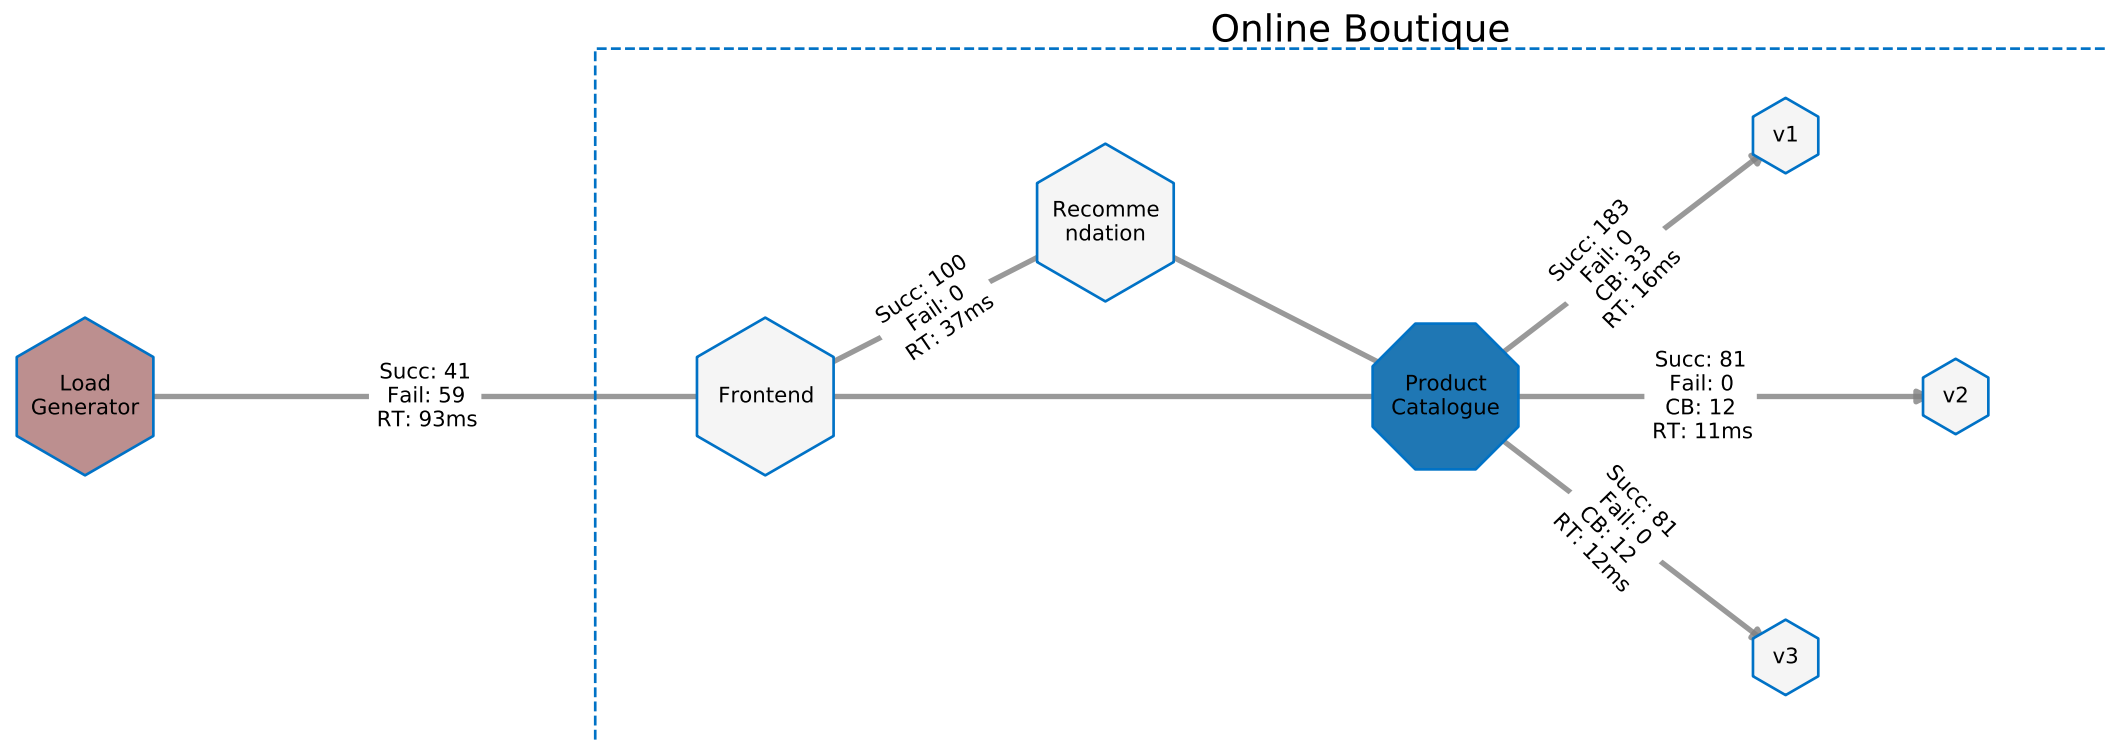 Online Boutique
v1
Recomme
ndation
Succ: 183
Fail: 0
CB: 33
RT: 16ms
Succ: 100
Fail: 0
RT: 37ms
Load
Generator
Succ: 41
Fail: 59
RT: 93ms
Frontend
Product
Catalogue
Succ: 81
Fail: 0
CB: 12
RT: 11ms
v2
Succ: 81
Fail: 0
CB: 12
RT: 12ms
v3